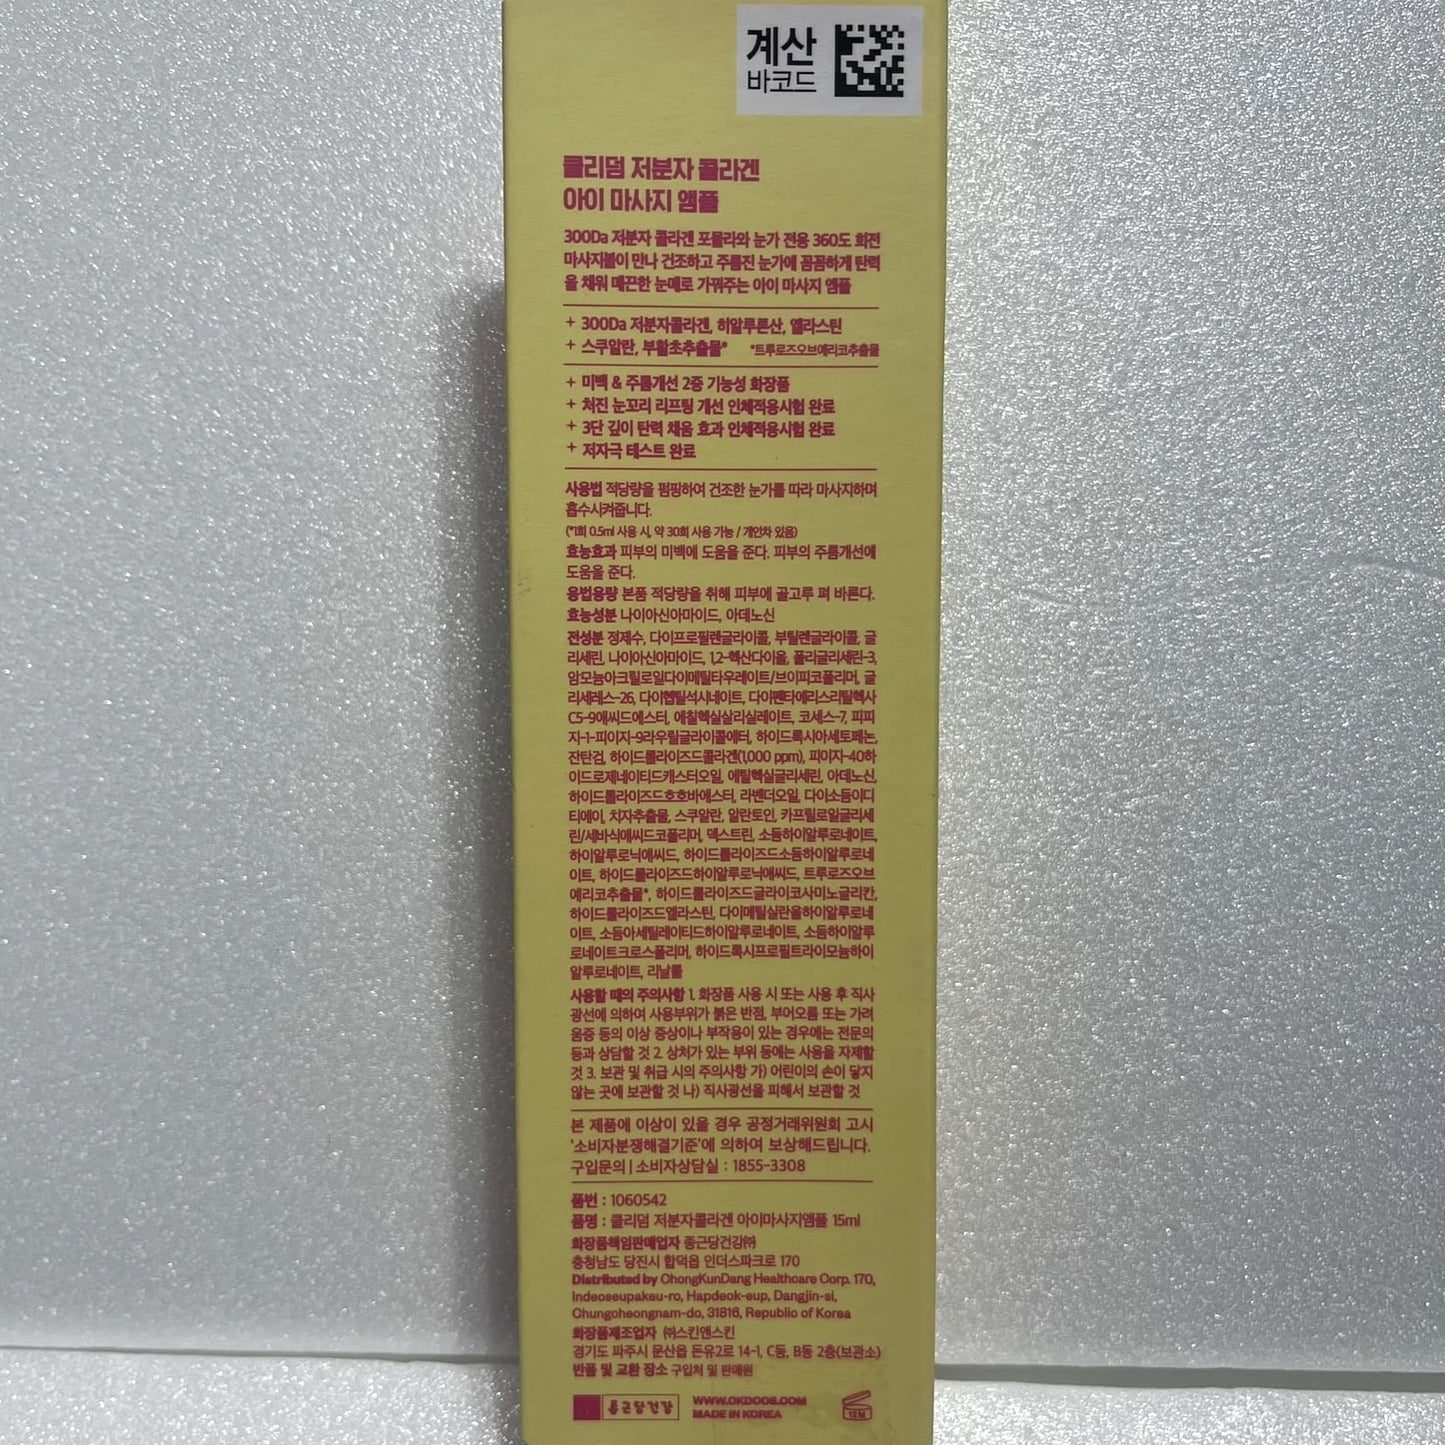 계산
바코드
클리덤 저분자 콜라겐
아이 마사지 앰플
300Da 저분자 콜라겐 포뮬라와 눈가 전용 360도 회전
마사지볼이 만나 건조하고 주름진 눈가에 꼼꼼하게 탄력
을 채워 매끈한 눈매로 가꿔주는 아이 마사지 앰플
+ 300Da 저분자콜라겐, 히알루론산, 엘라스틴
+ 스쿠알란, 부활초추출물* *트루로즈오브예리코추출물
+ 미백 & 주름개선 2중 기능성 화장품
+ 처진 눈꼬리 리프팅 개선 인체적용시험 완료
+ 3단 깊이 탄력 채움 효과 인체적용시험 완료
+ 저자극 테스트 완료
사용법 적당량을 펌핑하여 건조한 눈가를 따라 마사지하며
흡수시켜줍니다.
(*1회 0.5ml 사용 시, 약 30회 사용 가능 / 개인차 있음)
효능효과 피부의 미백에 도움을 준다. 피부의 주름개선에
도움을 준다.
용법용량 본품 적당량을 취해 피부에 골고루 펴 바른다.
효능성분 나이아신아마이드, 아데노신
전성분 정제수, 다이프로필렌글라이콜, 부틸렌글라이콜, 글
리세린, 나이아신아마이드, 1,2-헥산다이올, 폴리글리세린-3,
암모늄아크릴로일다이메틸타우레이트/브이피코폴리머, 글
리세레스-26, 다이헵틸석시네이트, 다이펜타에리스리틸헥사
C5-9애씨드에스터, 에칠헥실살리실레이트, 코세스-7, 피피
지-1-피이지-9라우릴글라이콜에터, 하이드록시아세토페논,
잔탄검, 하이드롤라이즈드콜라겐(1,000 ppm), 피이지-40하
이드로제네이티드캐스터오일, 에틸헥실글리세린, 아데노신,
하이드롤라이즈드호호바에스터, 라벤더오일, 다이소듐이디
티에이, 치자추출물, 스쿠알란, 알란토인, 카프릴로일글리세
린/세바식애씨드코폴리머, 덱스트린, 소듐하이알루로네이트,
하이알루로닉애씨드, 하이드롤라이즈드소듐하이알루로네
이트, 하이드롤라이즈드하이알루로닉애씨드, 트루로즈오브
예리코추출물*, 하이드롤라이즈드글라이코사미노글리칸,
하이드롤라이즈드엘라스틴, 다이메틸실란올하이알루로네
이트, 소듐아세틸레이티드하이알루로네이트, 소듐하이알루
로네이트크로스폴리머, 하이드록시프로필트라이모늄하이
알루로네이트, 리날룰
사용할 때의 주의사항 1. 화장품 사용 시 또는 사용 후 직사
광선에 의하여 사용부위가 붉은 반점, 부어오름 또는 가려
움증 등의 이상 증상이나 부작용이 있는 경우에는 전문의
등과 상담할 것 2. 상처가 있는 부위 등에는 사용을 자제할
것 3. 보관 및 취급 시의 주의사항 가) 어린이의 손이 닿지
않는 곳에 보관할 것 나) 직사광선을 피해서 보관할 것
본 제품에 이상이 있을 경우 공정거래위원회 고시
'소비자분쟁해결기준'에 의하여 보상해드립니다.
구입문의 | 소비자상담실 : 1855-3308
품번 : 1060542
품명 : 클리덤 저분자콜라겐 아이마사지앰플 15ml
화장품책임판매업자 종근당건강㈜
충청남도 당진시 합덕읍 인더스파크로 170
Distributed by ChongKunDang Healthcare Corp. 170,
Indeoseupakeu-ro, Hapdeok-eup, Dangjin-si,
Chungcheongnam-do, 31816, Republic of Korea
화장품제조업자 ㈜스킨앤스킨
경기도 파주시 문산읍 돈유2로 14-1, C동, B동 2층(보관소)
반품 및 교환 장소 구입처 및 판매원
종근당건강
WWW.CKDOOS.COM
MADE IN KOREA
12M